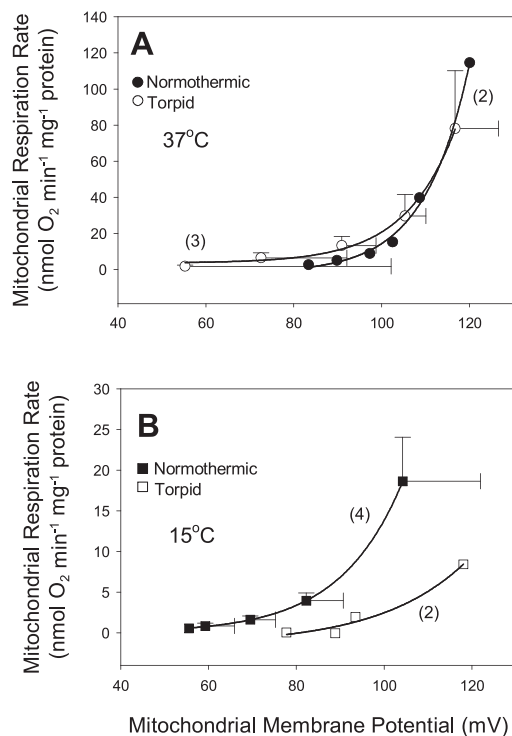 Mitochondrial Respiration Rate
(nmol O₂ min⁻¹ mg⁻¹ protein)
140
120
100
80
60
40
20
0
A
Normothermic
Torpid
37°C
(2)
(3)
40
60
80
100
120
Mitochondrial Respiration Rate
(nmol O₂ min⁻¹ mg⁻¹ protein)
30
25
20
15
10
5
0
B
Normothermic
Torpid
15°C
(4)
(2)
40
60
80
100
120
Mitochondrial Membrane Potential (mV)